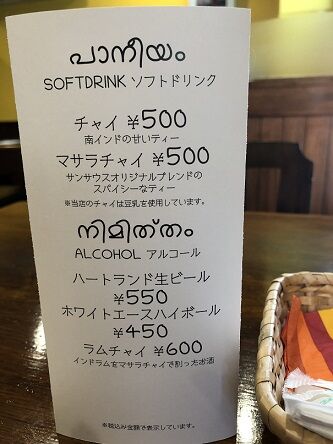 പാനീയം
SOFTDRINK ソフトドリンク
チャイ ¥500
南インドの甘いティー
マサラチャイ ¥500
サンサウスオリジナルブレンドの
スパイシーなティー
※当店のチャイは豆乳を使用しています。
നിമിത്തം
ALCOHOL アルコール
ハートランド生ビール
¥550
ホワイトエースハイボール
¥450
ラムチャイ ¥600
インドラムをマサラチャイで割ったお酒
※税込み金額で表示しています。